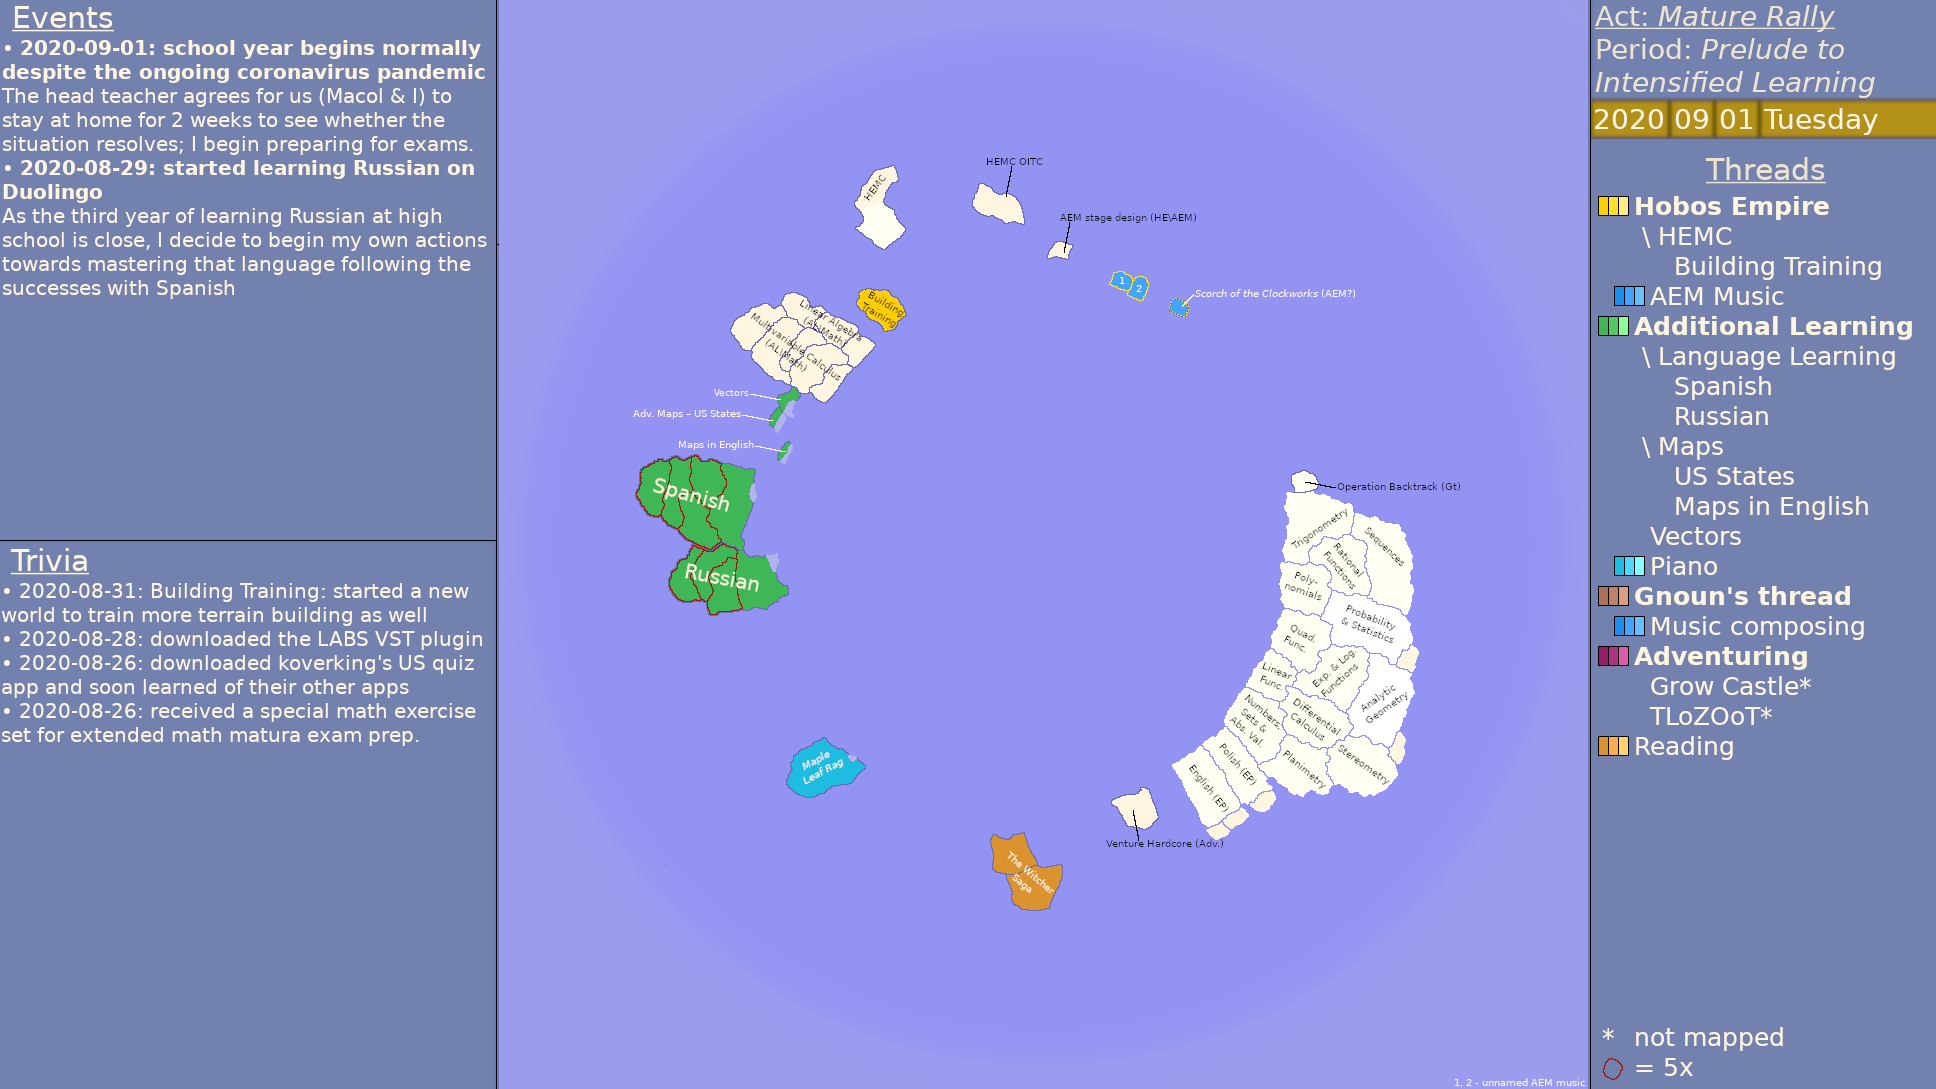 Events
• 2020-09-01: school year begins normally
despite the ongoing coronavirus pandemic
The head teacher agrees for us (Macol & I) to
stay at home for 2 weeks to see whether the
situation resolves; I begin preparing for exams.
• 2020-08-29: started learning Russian on
Duolingo
As the third year of learning Russian at high
school is close, I decide to begin my own actions
towards mastering that language following the
successes with Spanish
Trivia
• 2020-08-31: Building Training: started a new
world to train more terrain building as well
• 2020-08-28: downloaded the LABS VST plugin
• 2020-08-26: downloaded koverking's US quiz
app and soon learned of their other apps
• 2020-08-26: received a special math exercise
set for extended math matura exam prep.
HEMC
HEMC OITC
AEM stage design (HE\AEM)
1
2
Scorch of the Clockworks (AEM?)
Building
Training
Linear Algebra
(AL\Math)
Multivariable Calculus
(AL\Math)
Vectors
Adv. Maps – US States
Maps in English
Spanish
Russian
Maple
Leaf Rag
The Witcher
Saga
Venture Hardcore (Adv.)
Operation Backtrack (Gt)
Trigonometry
Sequences
Rational
Functions
Poly-
nomials
Probability
& Statistics
Quad.
Func.
Exp. & Log.
Functions
Linear
Func.
Analytic
Geometry
Numbers,
Sets &
Abs. Val.
Differential
Calculus
Polish (EP)
Planimetry
Stereometry
English (EP)
1, 2 - unnamed AEM music
Act: Mature Rally
Period: Prelude to
Intensified Learning
2020 09 01 Tuesday
Threads
Hobos Empire
\ HEMC
Building Training
AEM Music
Additional Learning
\ Language Learning
Spanish
Russian
\ Maps
US States
Maps in English
Vectors
Piano
Gnoun's thread
Music composing
Adventuring
Grow Castle*
TLoZOoT*
Reading
* not mapped
= 5x